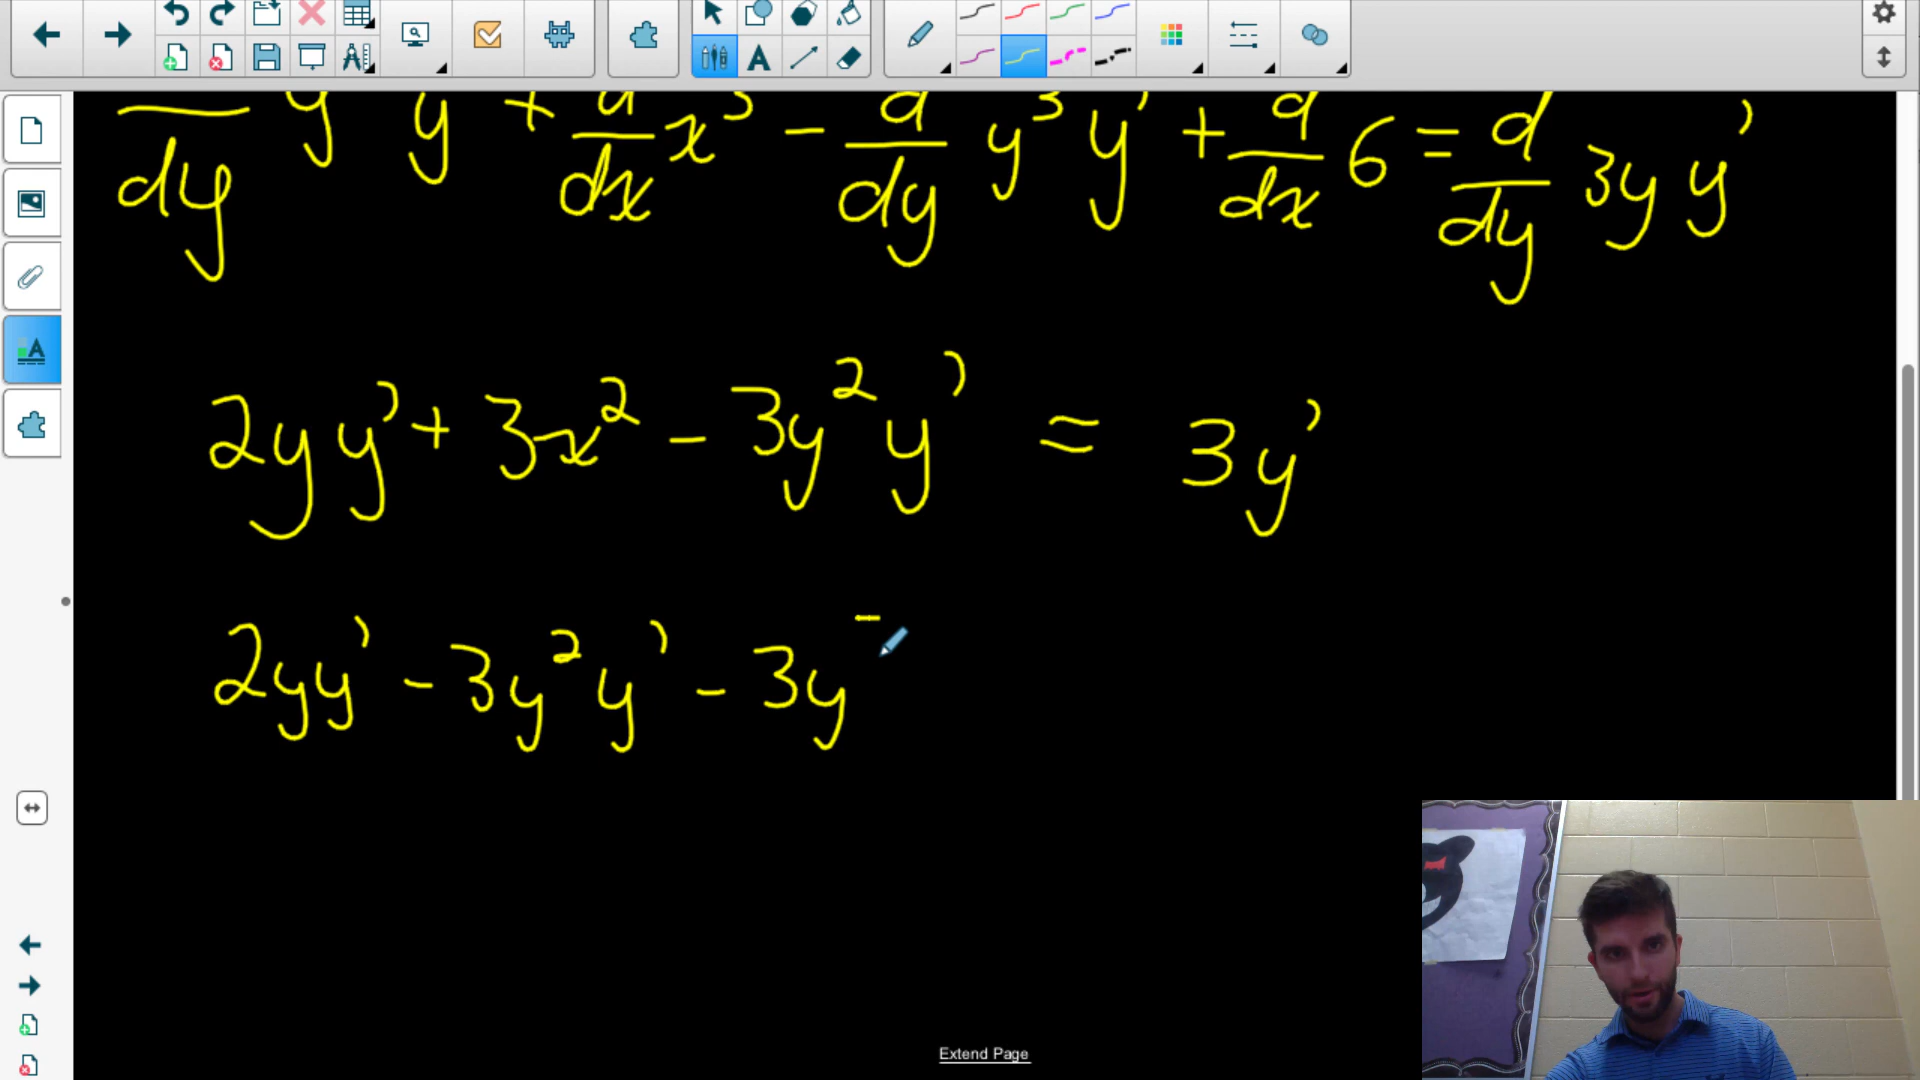 dy y y + d/dx x³ - d/dy y³ y' + d/dx 6 = d/dy 3y y'
2yy' + 3x² - 3y²y' = 3y'
2yy' - 3y²y' - 3y⁻
Extend Page